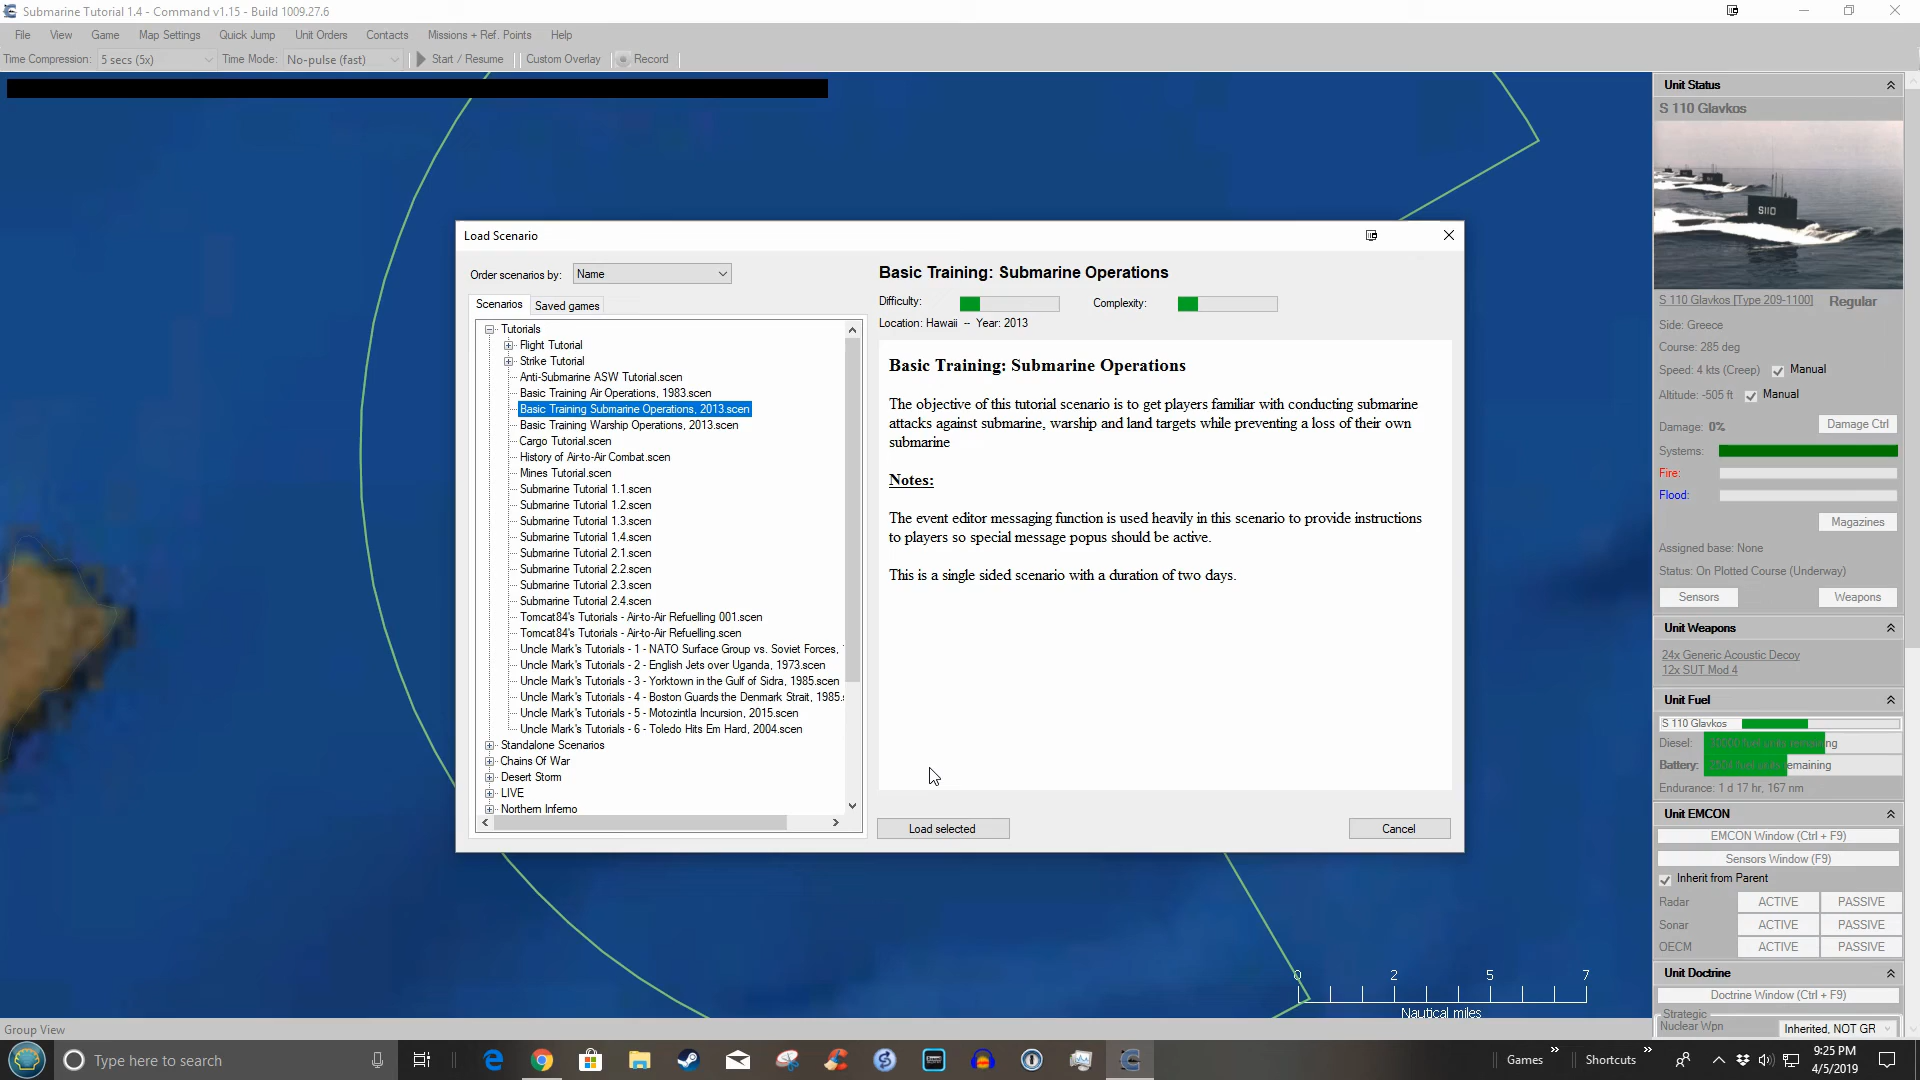 Submarine Tutorial 1.4 - Command v1.15 - Build 1009.27.6
File View Game Map Settings Quick Jump Unit Orders Contacts Missions + Ref. Points Help
Time Compression: 5 secs (5x) Time Mode: No-pulse (fast) Start / Resume Custom Overlay Record
Load Scenario
Order scenarios by: Name
Scenarios Saved games
Tutorials
Flight Tutorial
Strike Tutorial
Anti-Submarine ASW Tutorial.scen
Basic Training Air Operations, 1983.scen
Basic Training Submarine Operations, 2013.scen
Basic Training Warship Operations, 2013.scen
Cargo Tutorial.scen
History of Air-to-Air Combat.scen
Mines Tutorial.scen
Submarine Tutorial 1.1.scen
Submarine Tutorial 1.2.scen
Submarine Tutorial 1.3.scen
Submarine Tutorial 1.4.scen
Submarine Tutorial 2.1.scen
Submarine Tutorial 2.2.scen
Submarine Tutorial 2.3.scen
Submarine Tutorial 2.4.scen
Tomcat84's Tutorials - Air-to-Air Refuelling 001.scen
Tomcat84's Tutorials - Air-to-Air Refuelling.scen
Uncle Mark's Tutorials - 1 - NATO Surface Group vs. Soviet Forces,
Uncle Mark's Tutorials - 2 - English Jets over Uganda, 1973.scen
Uncle Mark's Tutorials - 3 - Yorktown in the Gulf of Sidra, 1985.scen
Uncle Mark's Tutorials - 4 - Boston Guards the Denmark Strait, 1985.
Uncle Mark's Tutorials - 5 - Motozintla Incursion, 2015.scen
Uncle Mark's Tutorials - 6 - Toledo Hits Em Hard, 2004.scen
Standalone Scenarios
Chains Of War
Desert Storm
LIVE
Northern Inferno
Basic Training: Submarine Operations
Difficulty: Complexity:
Location: Hawaii -- Year: 2013
Basic Training: Submarine Operations
The objective of this tutorial scenario is to get players familiar with conducting submarine
attacks against submarine, warship and land targets while preventing a loss of their own
submarine
Notes:
The event editor messaging function is used heavily in this scenario to provide instructions
to players so special message popus should be active.
This is a single sided scenario with a duration of two days.
Load selected Cancel
Unit Status
S 110 Glavkos
S110
S 110 Glavkos [Type 209-1100] Regular
Side: Greece
Course: 285 deg
Speed: 4 kts (Creep) Manual
Altitude: -505 ft Manual
Damage: 0% Damage Ctrl
Systems:
Fire:
Flood:
Magazines
Assigned base: None
Status: On Plotted Course (Underway)
Sensors Weapons
Unit Weapons
24x Generic Acoustic Decoy
12x SUT Mod 4
Unit Fuel
S 110 Glavkos
Diesel: fuel units remaining
Battery: fuel units remaining
Endurance: 1 d 17 hr, 167 nm
Unit EMCON
EMCON Window (Ctrl + F9)
Sensors Window (F9)
Inherit from Parent
Radar ACTIVE PASSIVE
Sonar ACTIVE PASSIVE
OECM ACTIVE PASSIVE
Unit Doctrine
Doctrine Window (Ctrl + F9)
Strategic
Nuclear Wpn Inherited, NOT GR
0 2 5 7
Nautical miles
Group View
Type here to search
Games Shortcuts
9:25 PM
4/5/2019